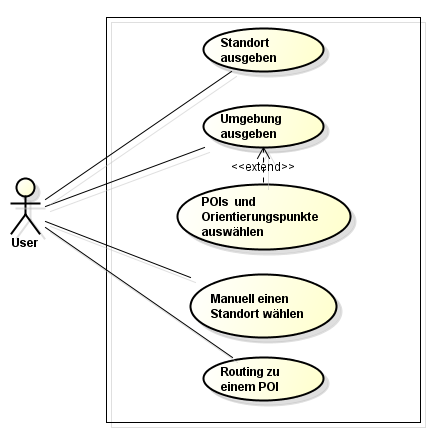 Standort
ausgeben
Umgebung
ausgeben
<<extend>>
POIs und
Orientierungspunkte
auswählen
User
Manuell einen
Standort wählen
Routing zu
einem POI